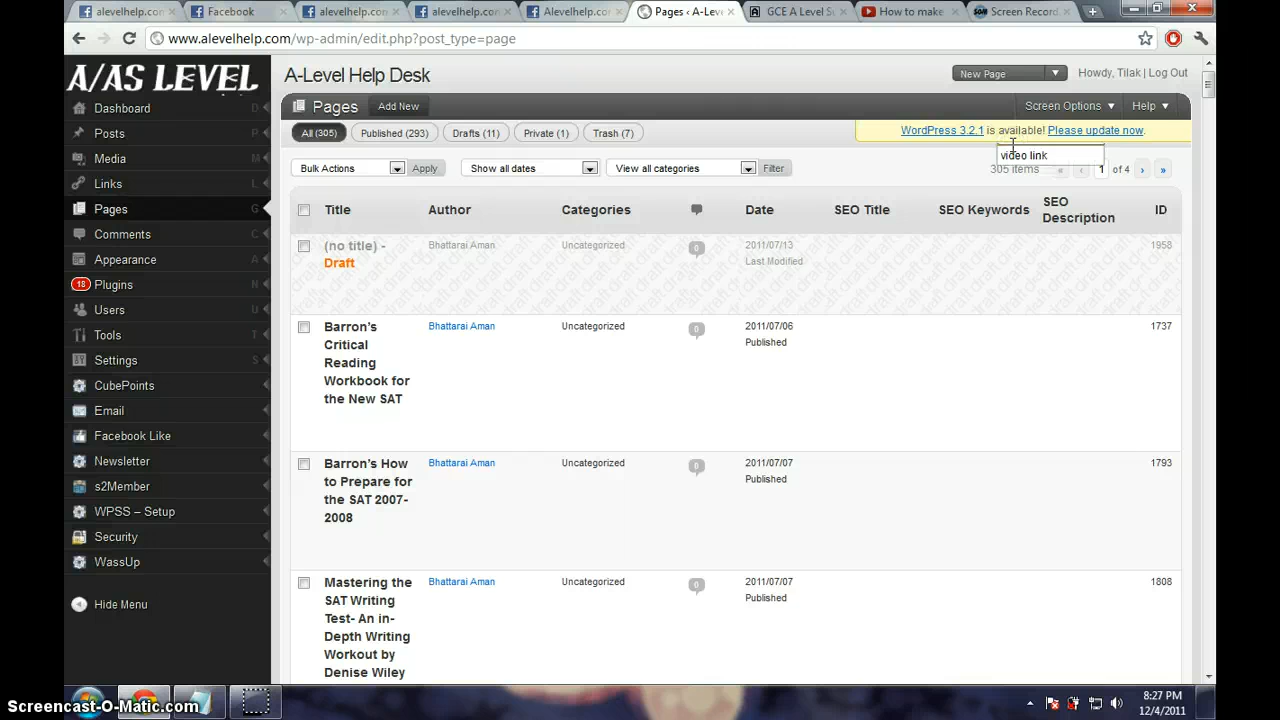 alevelhelp.com
Facebook
alevelhelp.con
alevelhelp.con
Alevelhelp.co
Pages ‹ A-Lev
GCE A Level Su
How to make
Screen Record
www.alevelhelp.com/wp-admin/edit.php?post_type=page
A/AS LEVEL
A-Level Help Desk
New Page
Howdy, Tilak | Log Out
Dashboard D
Posts P
Media M
Links L
Pages G
Comments C
Appearance A
Plugins 18 N
Users U
Tools T
Settings S
CubePoints
Email
Facebook Like
Newsletter
s2Member
WPSS – Setup
Security
WassUp
Hide Menu
Pages Add New
Screen Options Help
All (305) Published (293) Drafts (11) Private (1) Trash (7)
WordPress 3.2.1 is available! Please update now.
video link
Bulk Actions Apply Show all dates View all categories Filter
305 items « ‹ 1 of 4 › »
Title Author Categories Date SEO Title SEO Keywords SEO Description ID
(no title) - Draft
Bhattarai Aman Uncategorized 0 2011/07/13 Last Modified 1958
Barron's
Critical
Reading
Workbook for
the New SAT
Bhattarai Aman Uncategorized 0 2011/07/06 Published 1737
Barron's How
to Prepare for
the SAT 2007-
2008
Bhattarai Aman Uncategorized 0 2011/07/07 Published 1793
Mastering the
SAT Writing
Test- An in-
Depth Writing
Workout by
Denise Wiley
Bhattarai Aman Uncategorized 0 2011/07/07 Published 1808
Screencast-O-Matic.com
8:27 PM
12/4/2011